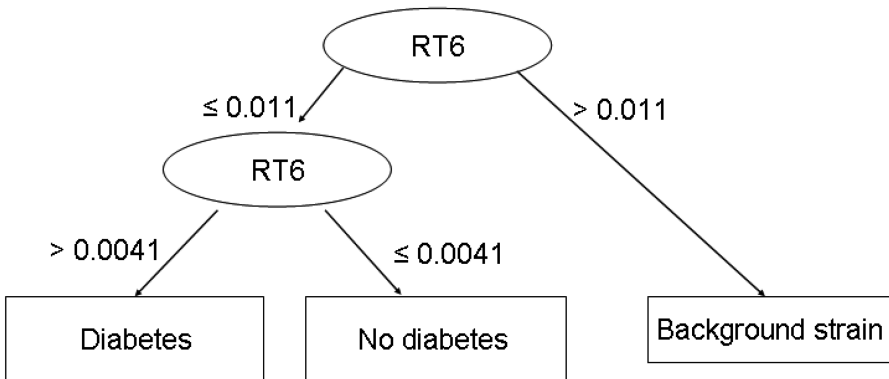 RT6
≤ 0.011
> 0.011
RT6
> 0.0041
≤ 0.0041
Diabetes
No diabetes
Background strain